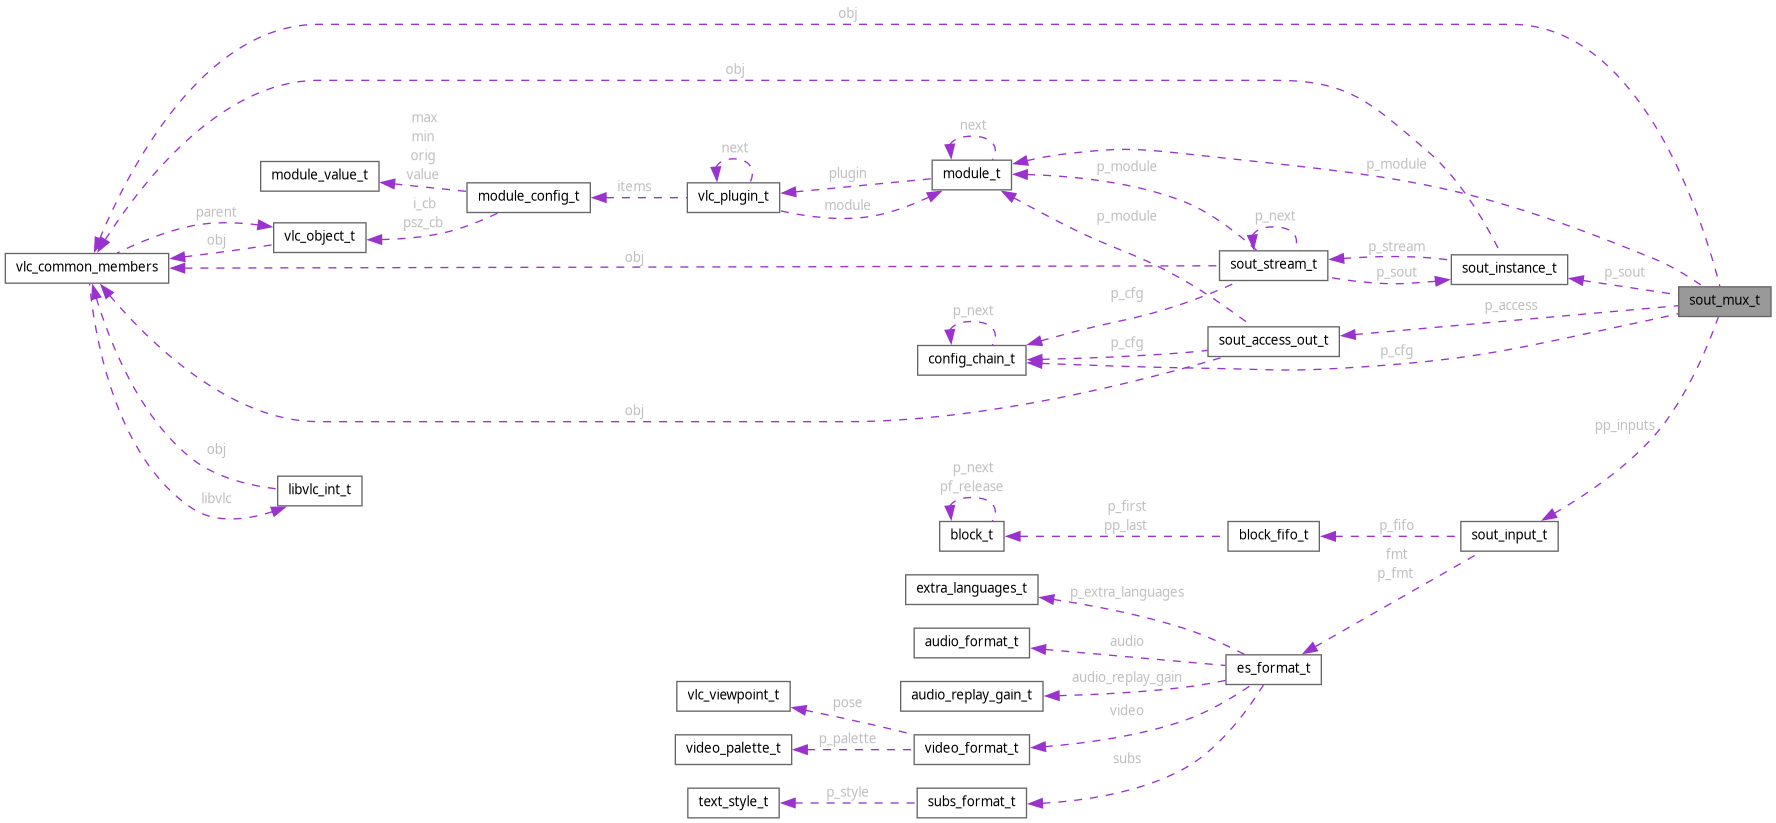 obj
obj
max
min
orig
value
next
next
p_module
p_module
module_value_t
module_config_t
items
vlc_plugin_t
plugin
module
module_t
i_cb
psz_cb
parent
obj
vlc_object_t
p_module
p_next
p_stream
vlc_common_members
obj
sout_stream_t
p_sout
sout_instance_t
p_sout
sout_mux_t
p_cfg
p_next
p_access
config_chain_t
p_cfg
sout_access_out_t
p_cfg
obj
pp_inputs
obj
libvlc
libvlc_int_t
p_next
pf_release
block_t
p_first
pp_last
block_fifo_t
p_fifo
sout_input_t
fmt
p_fmt
extra_languages_t
p_extra_languages
audio_format_t
audio
es_format_t
audio_replay_gain
vlc_viewpoint_t
audio_replay_gain_t
pose
video
video_palette_t
p_palette
video_format_t
subs
text_style_t
p_style
subs_format_t